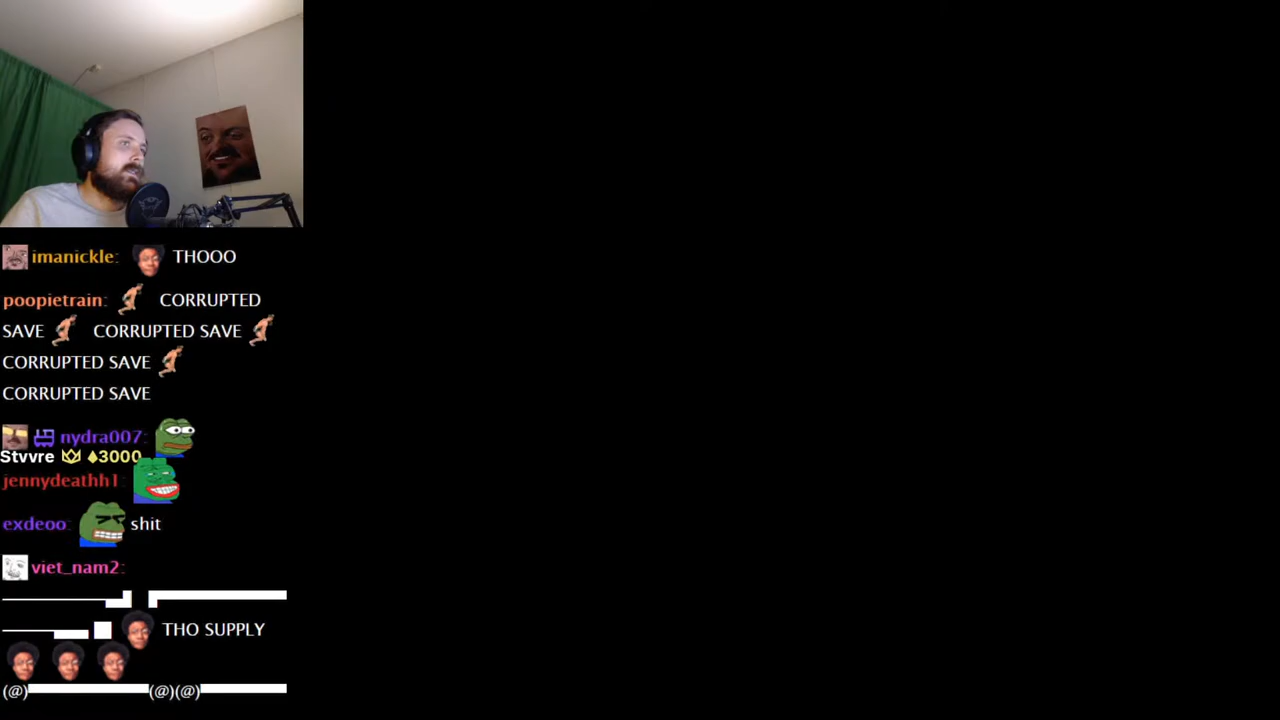 imanickle: THOOO
poopietrain: CORRUPTED
SAVE CORRUPTED SAVE
CORRUPTED SAVE
CORRUPTED SAVE
nydra007:
Stvvre 3000
jennydeathh1:
exdeoo: shit
viet_nam2:
THO SUPPLY
(@) (@)(@)